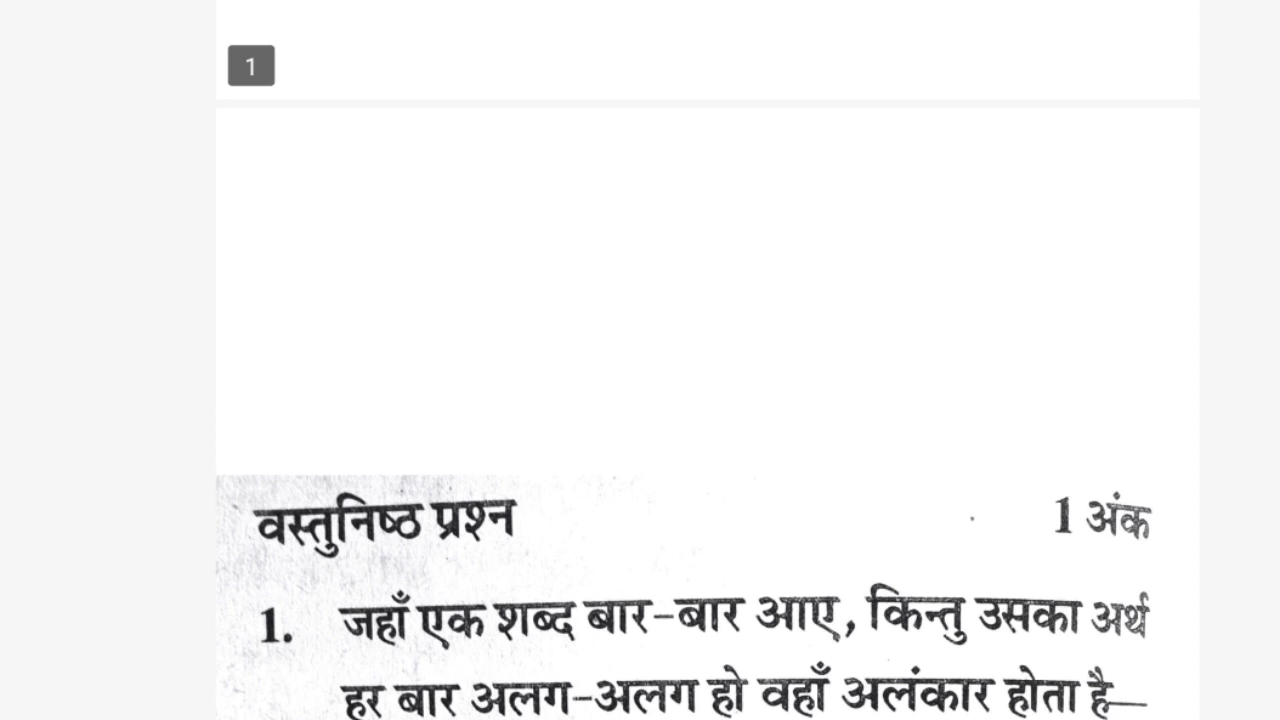 1
वस्तुनिष्ठ प्रश्न 1 अंक
1. जहाँ एक शब्द बार-बार आए, किन्तु उसका अर्थ
हर बार अलग-अलग हो वहाँ अलंकार होता है—